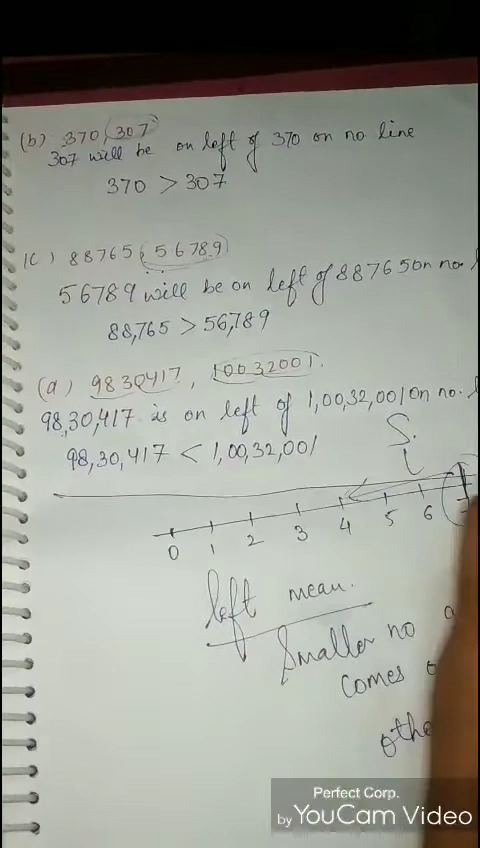 (b) 370, 307
307 will be on left of 370 on no line
370 > 307
(c) 88765, 56789
56789 will be on left of 88765 on no
88,765 > 56,789
(a) 9830417, 10032001.
98,30,417 is on left of 1,00,32,001 on no.
98,30,417 < 1,00,32,001
S.
L
0 1 2 3 4 5 6
left mean.
Smaller no
comes
Perfect Corp.
by YouCam Video